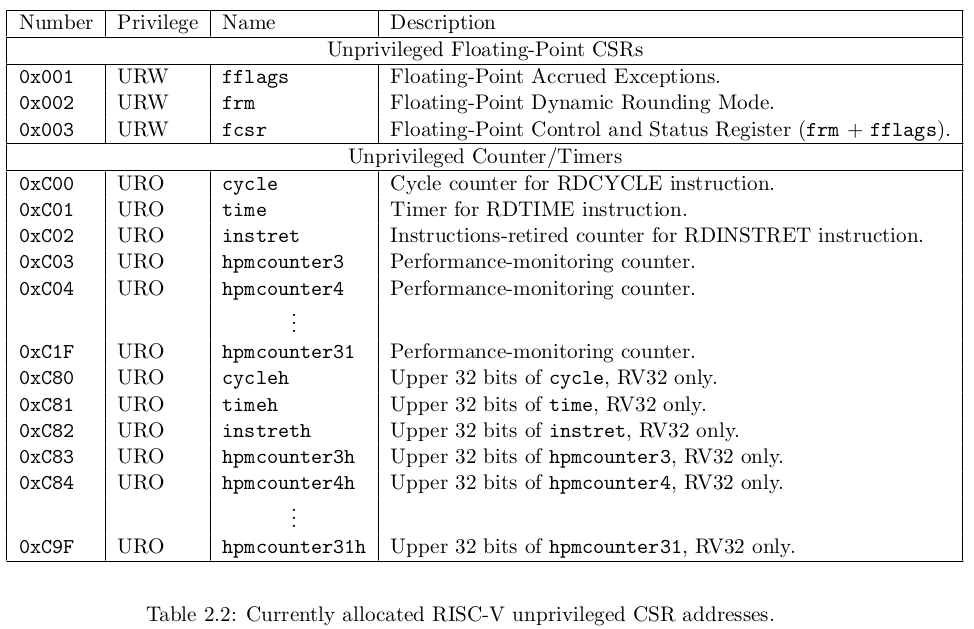 Number Privilege Name Description
Unprivileged Floating-Point CSRs
0x001 URW fflags Floating-Point Accrued Exceptions.
0x002 URW frm Floating-Point Dynamic Rounding Mode.
0x003 URW fcsr Floating-Point Control and Status Register (frm + fflags).
Unprivileged Counter/Timers
0xC00 URO cycle Cycle counter for RDCYCLE instruction.
0xC01 URO time Timer for RDTIME instruction.
0xC02 URO instret Instructions-retired counter for RDINSTRET instruction.
0xC03 URO hpmcounter3 Performance-monitoring counter.
0xC04 URO hpmcounter4 Performance-monitoring counter.
⋮
0xC1F URO hpmcounter31 Performance-monitoring counter.
0xC80 URO cycleh Upper 32 bits of cycle, RV32 only.
0xC81 URO timeh Upper 32 bits of time, RV32 only.
0xC82 URO instreth Upper 32 bits of instret, RV32 only.
0xC83 URO hpmcounter3h Upper 32 bits of hpmcounter3, RV32 only.
0xC84 URO hpmcounter4h Upper 32 bits of hpmcounter4, RV32 only.
⋮
0xC9F URO hpmcounter31h Upper 32 bits of hpmcounter31, RV32 only.
Table 2.2: Currently allocated RISC-V unprivileged CSR addresses.